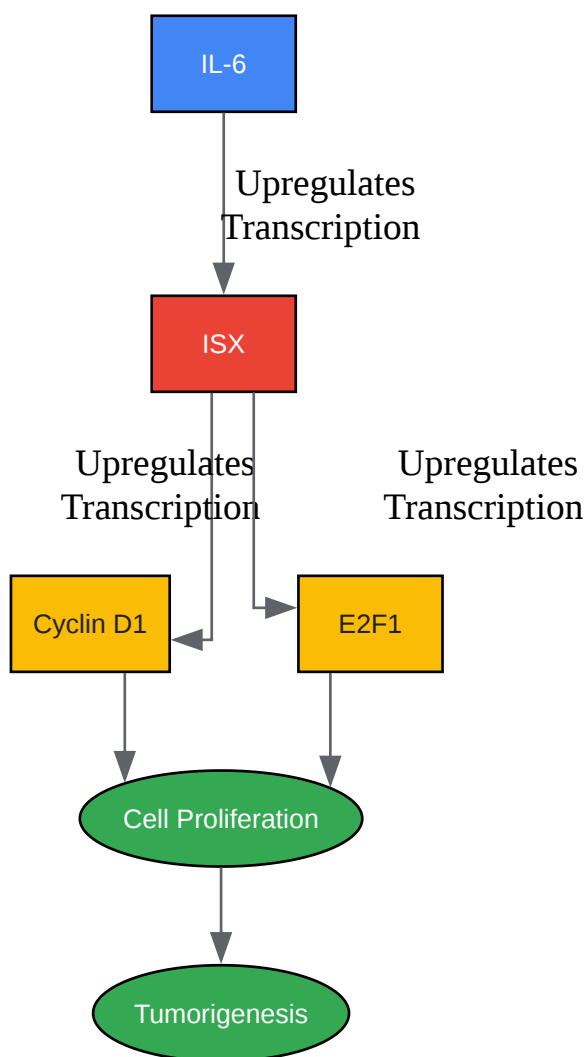 IL-6
Upregulates
Transcription
ISX
Upregulates
Transcription
Upregulates
Transcription
Cyclin D1
E2F1
Cell Proliferation
Tumorigenesis